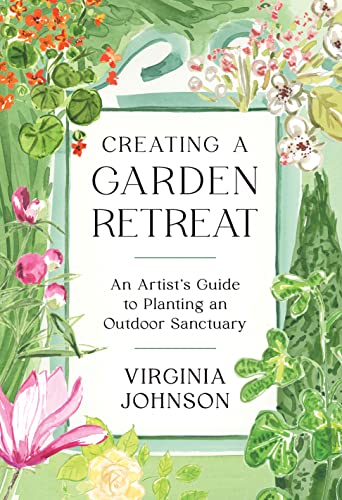 CREATING A
GARDEN
RETREAT
An Artist's Guide
to Planting an
Outdoor Sanctuary
VIRGINIA
JOHNSON